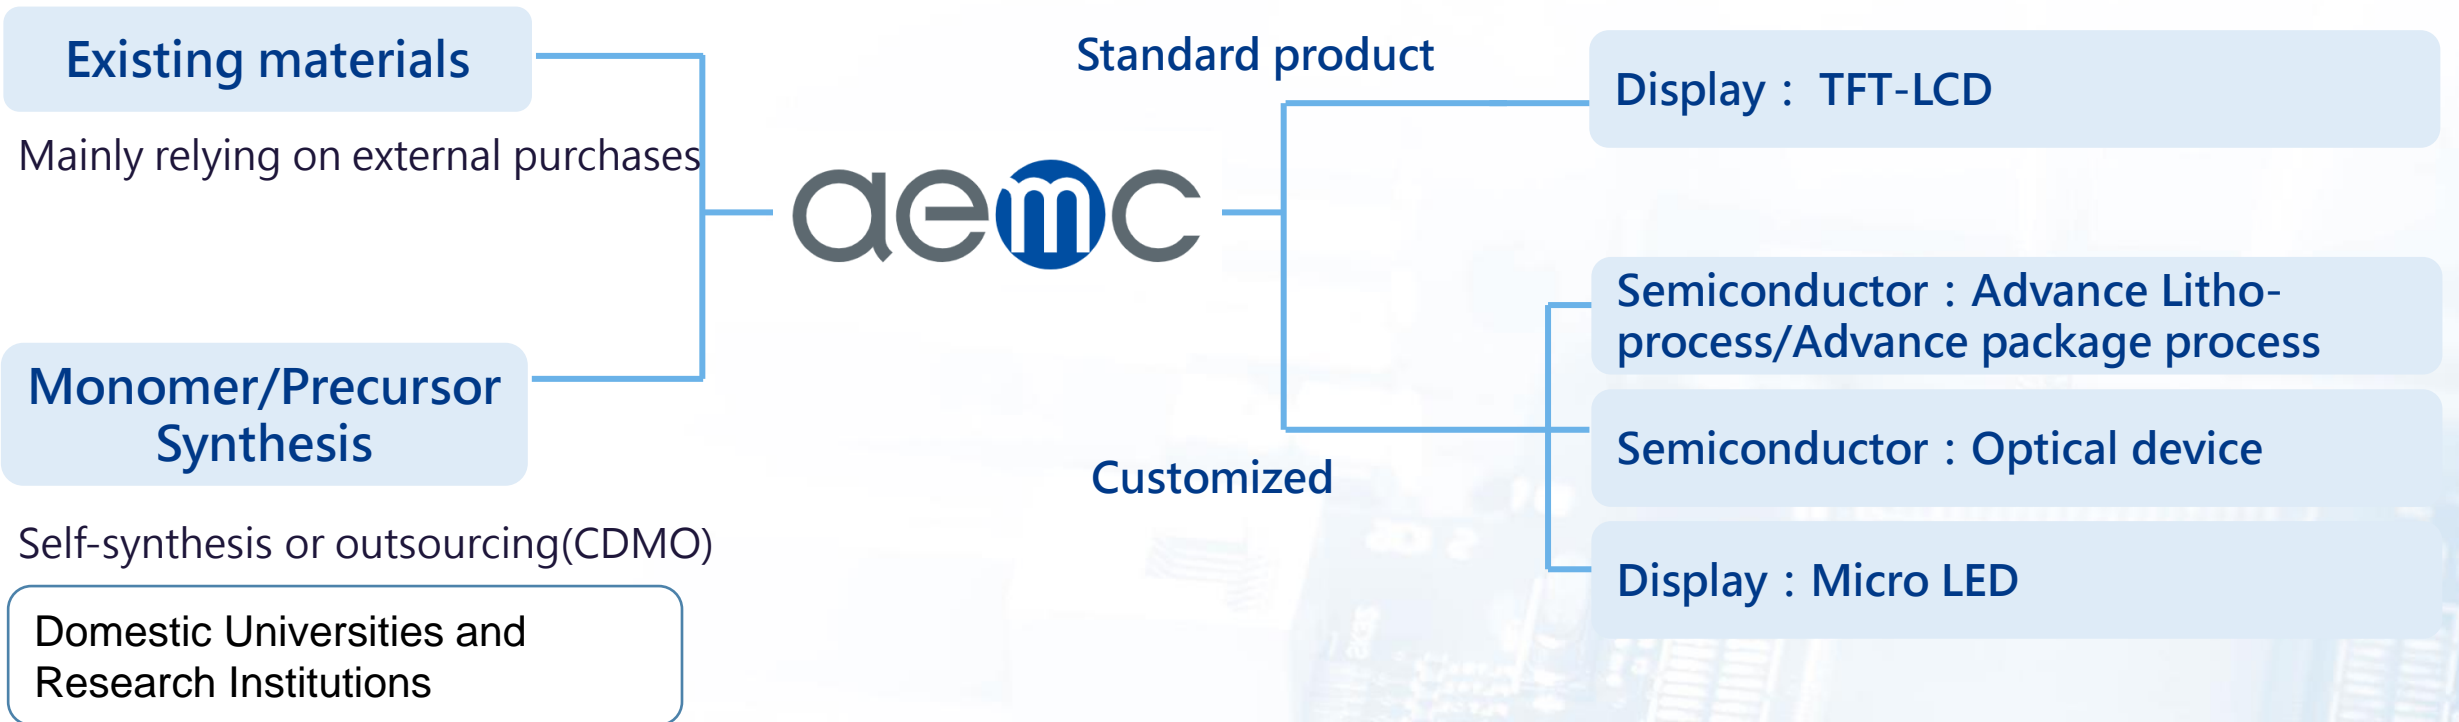 Existing materials
Mainly relying on external purchases
Monomer/Precursor
Synthesis
Self-synthesis or outsourcing(CDMO)
Domestic Universities and
Research Institutions
aemc
Standard product
Customized
Display： TFT-LCD
Semiconductor：Advance Litho-
process/Advance package process
Semiconductor：Optical device
Display：Micro LED